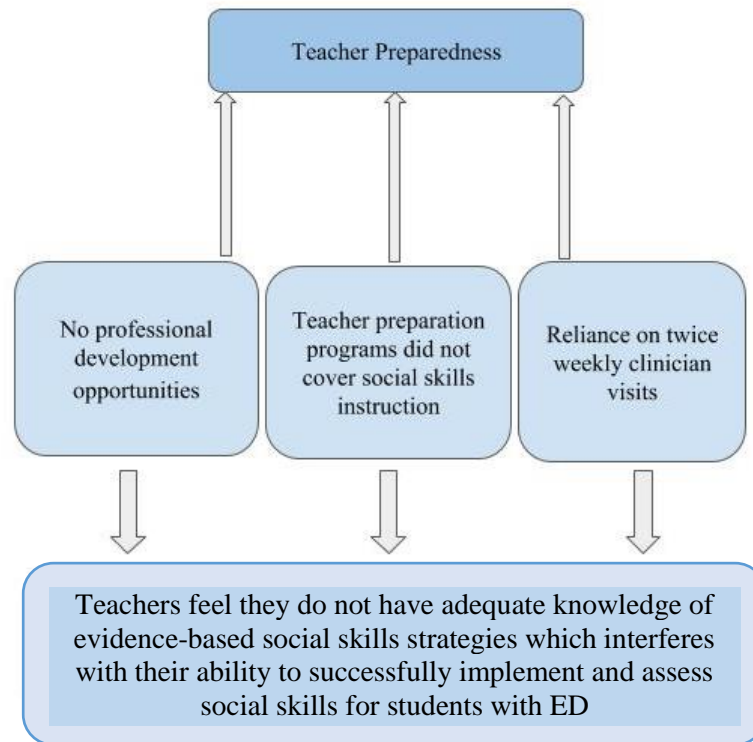 Teacher Preparedness
No professional
development
opportunities
Teacher preparation
programs did not
cover social skills
instruction
Reliance on twice
weekly clinician
visits
Teachers feel they do not have adequate knowledge of
evidence-based social skills strategies which interferes
with their ability to successfully implement and assess
social skills for students with ED